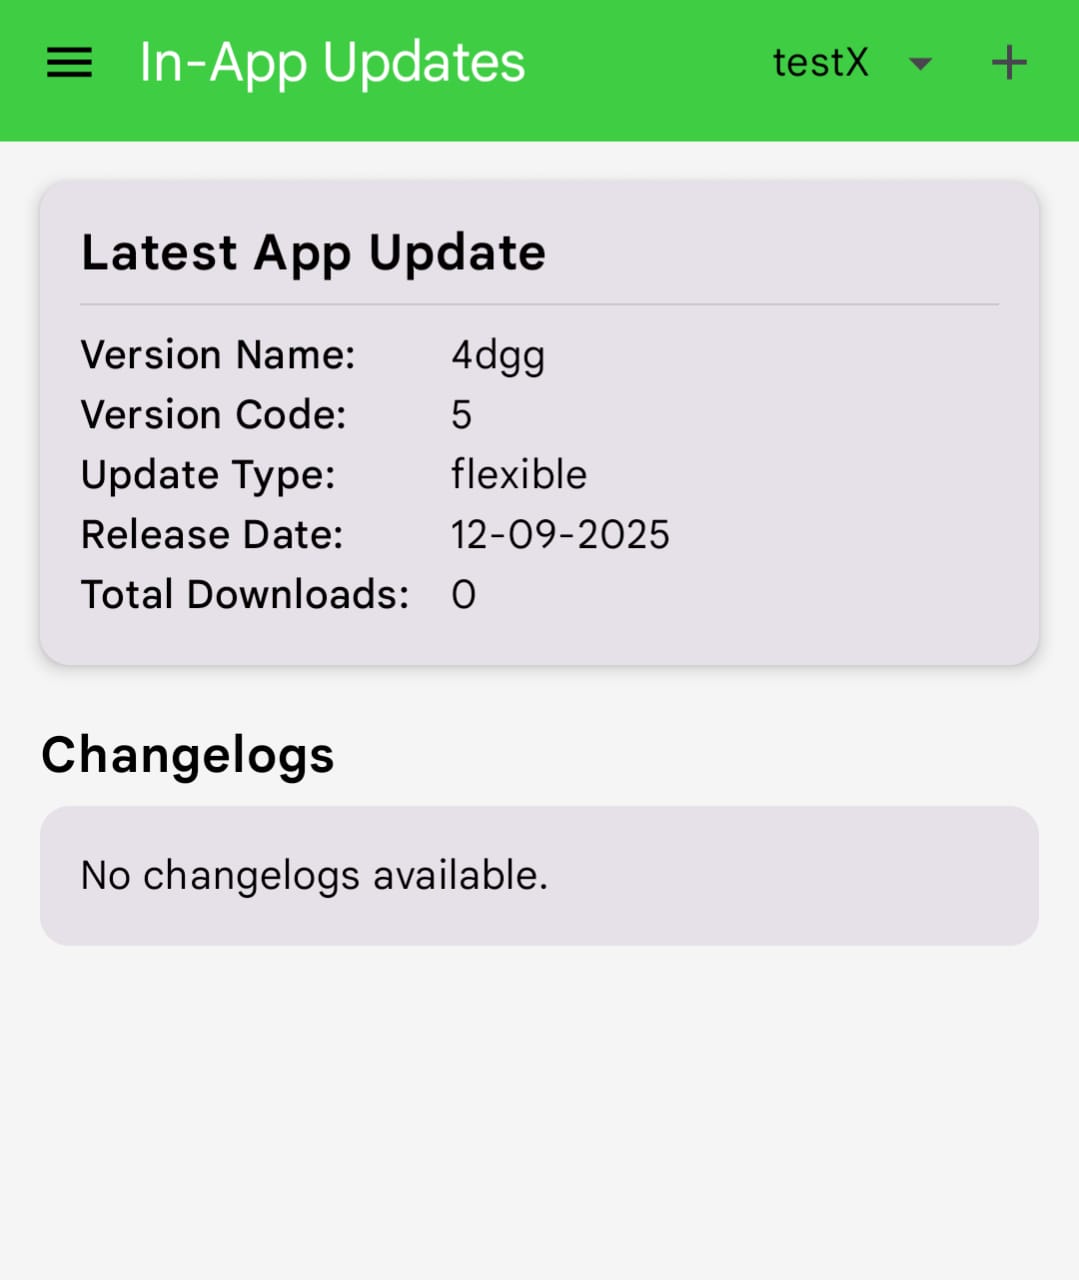 In-App Updates testX
Latest App Update
Version Name: 4dgg
Version Code: 5
Update Type: flexible
Release Date: 12-09-2025
Total Downloads: 0
Changelogs
No changelogs available.